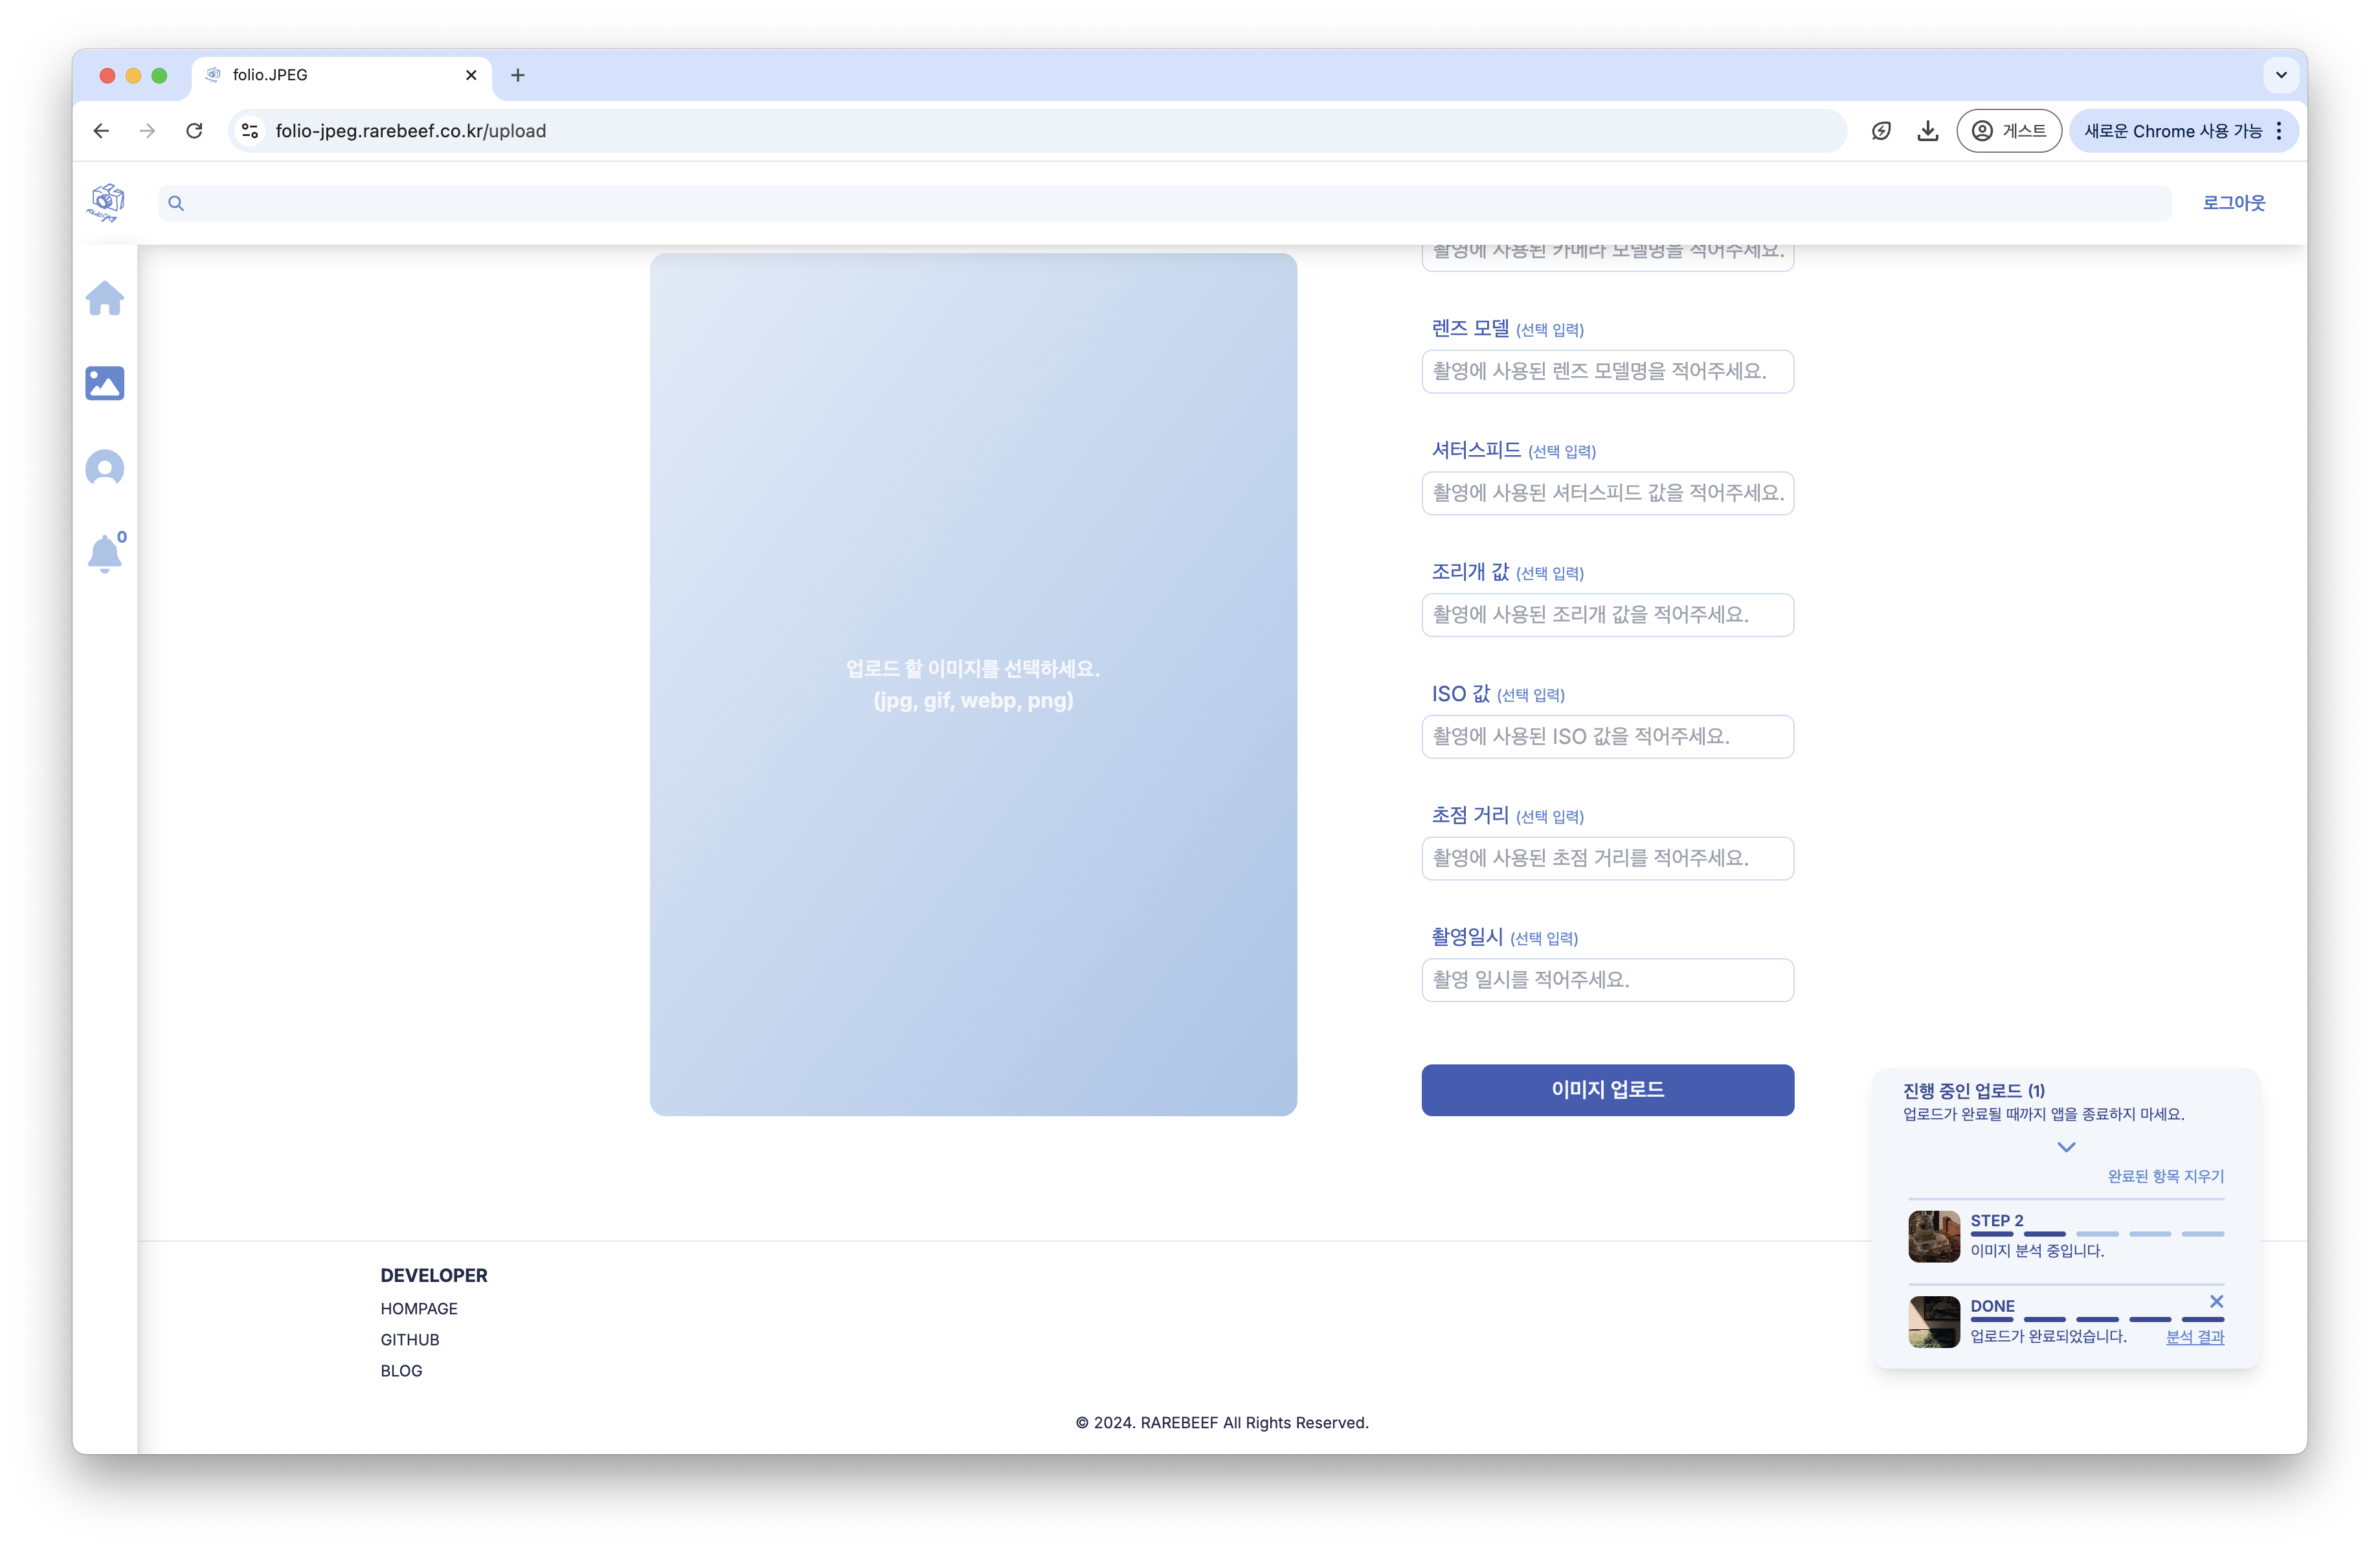 folio.JPEG
folio-jpeg.rarebeef.co.kr/upload
게스트
새로운 Chrome 사용 가능
로그아웃
0
촬영에 사용된 카메라 모델명을 적어주세요.
렌즈 모델 (선택 입력)
촬영에 사용된 렌즈 모델명을 적어주세요.
셔터스피드 (선택 입력)
촬영에 사용된 셔터스피드 값을 적어주세요.
조리개 값 (선택 입력)
촬영에 사용된 조리개 값을 적어주세요.
ISO 값 (선택 입력)
촬영에 사용된 ISO 값을 적어주세요.
초점 거리 (선택 입력)
촬영에 사용된 초점 거리를 적어주세요.
촬영일시 (선택 입력)
촬영 일시를 적어주세요.
이미지 업로드
업로드 할 이미지를 선택하세요.
(jpg, gif, webp, png)
진행 중인 업로드 (1)
업로드가 완료될 때까지 앱을 종료하지 마세요.
완료된 항목 지우기
STEP 2
이미지 분석 중입니다.
DONE
업로드가 완료되었습니다. 분석 결과
DEVELOPER
HOMPAGE
GITHUB
BLOG
© 2024. RAREBEEF All Rights Reserved.